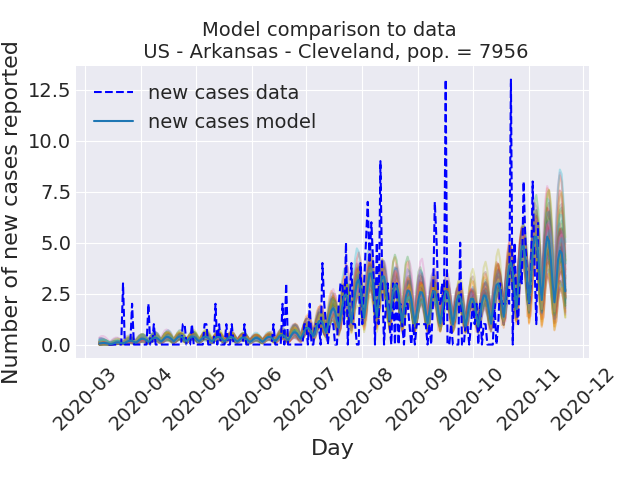 Model comparison to data
US - Arkansas - Cleveland, pop. = 7956
Number of new cases reported
12.5
10.0
7.5
5.0
2.5
0.0
new cases data
new cases model
2020-03
2020-04
2020-05
2020-06
2020-07
2020-08
2020-09
2020-10
2020-11
2020-12
Day